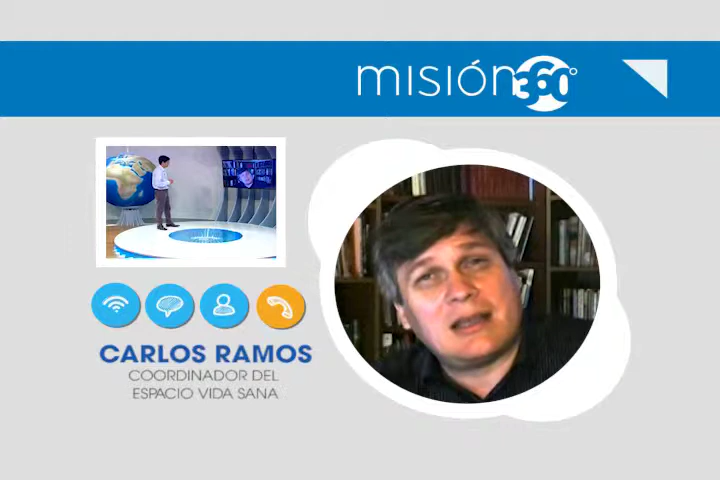 misión360°
CARLOS RAMOS
COORDINADOR DEL
ESPACIO VIDA SANA